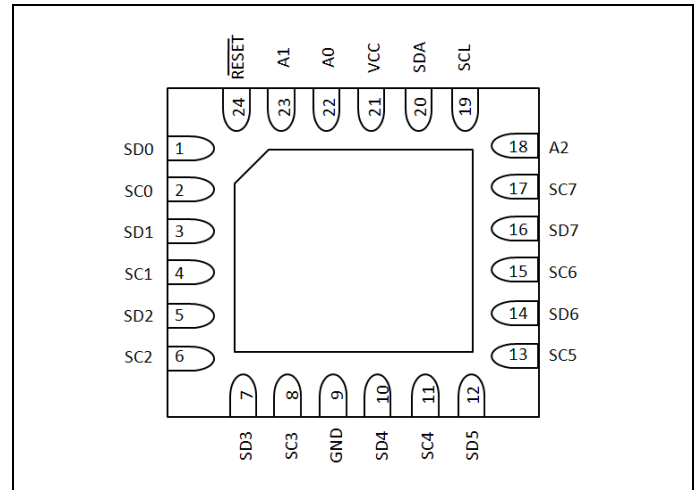 RESET A1 A0 VCC SDA SCL
24 23 22 21 20 19
SD0 1 18 A2
SC0 2 17 SC7
SD1 3 16 SD7
SC1 4 15 SC6
SD2 5 14 SD6
SC2 6 13 SC5
7 8 9 10 11 12
SD3 SC3 GND SD4 SC4 SD5